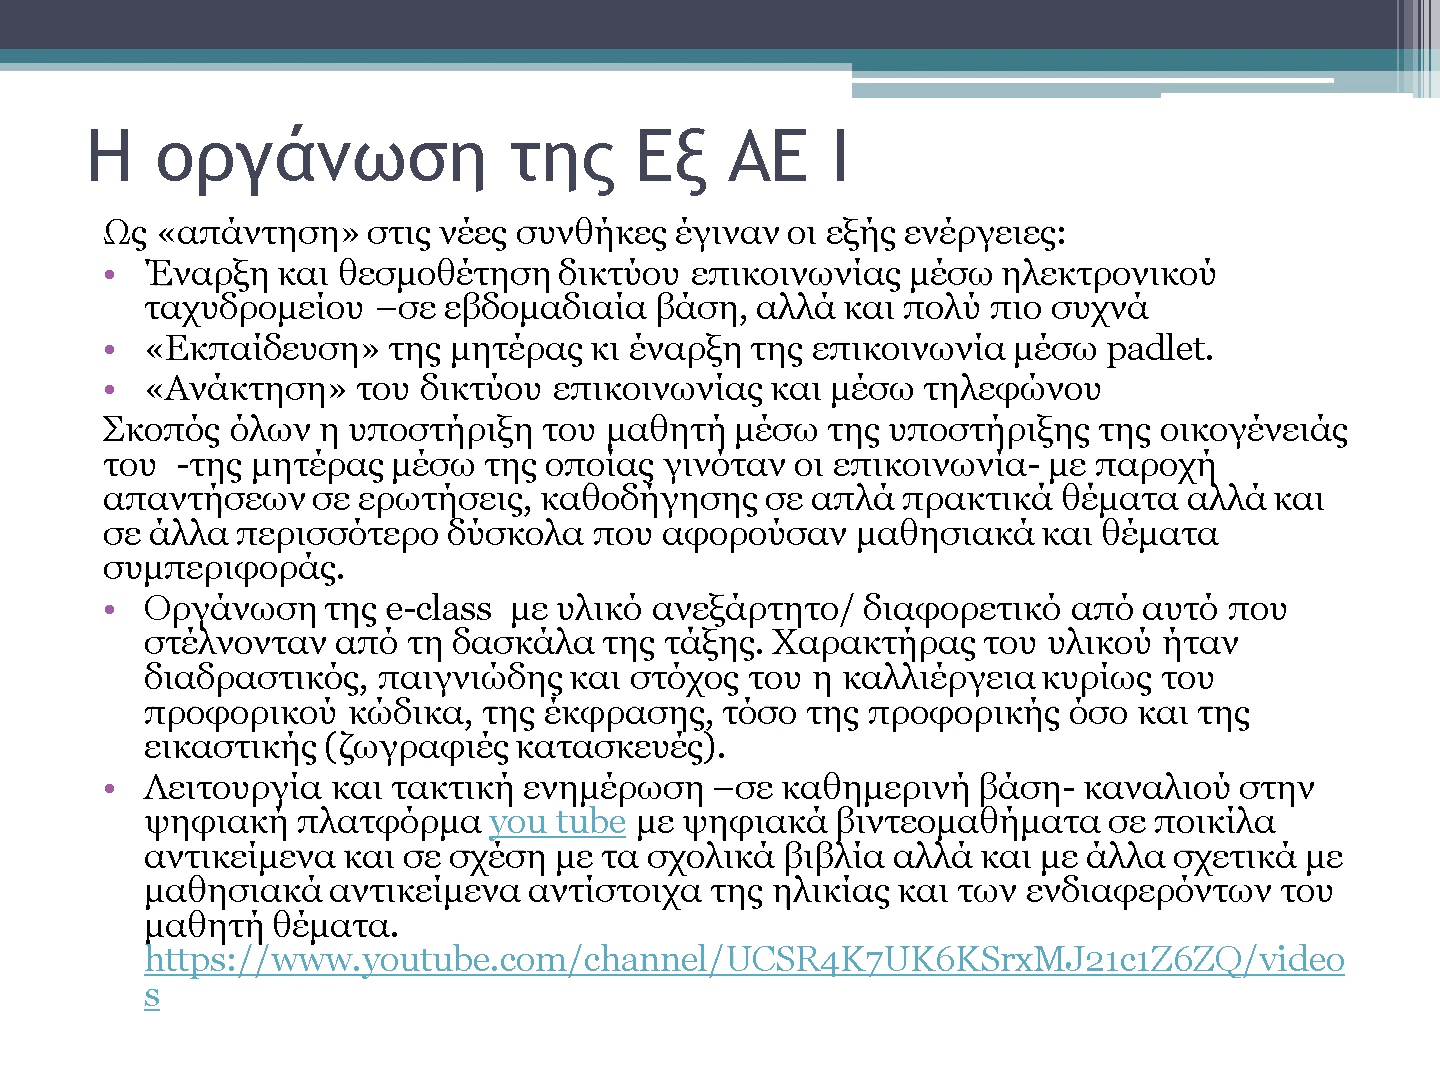 Η οργάνωση της Εξ ΑΕ Ι
Ως «απάντηση» στις νέες συνθήκες έγιναν οι εξής ενέργειες:
• Έναρξη και θεσμοθέτηση δικτύου επικοινωνίας μέσω ηλεκτρονικού
ταχυδρομείου –σε εβδομαδιαία βάση, αλλά και πολύ πιο συχνά
• «Εκπαίδευση» της μητέρας κι έναρξη της επικοινωνία μέσω padlet.
• «Ανάκτηση» του δικτύου επικοινωνίας και μέσω τηλεφώνου
Σκοπός όλων η υποστήριξη του μαθητή μέσω της υποστήριξης της οικογένειάς
του -της μητέρας μέσω της οποίας γινόταν οι επικοινωνία- με παροχή
απαντήσεων σε ερωτήσεις, καθοδήγησης σε απλά πρακτικά θέματα αλλά και
σε άλλα περισσότερο δύσκολα που αφορούσαν μαθησιακά και θέματα
συμπεριφοράς.
• Οργάνωση της e-class με υλικό ανεξάρτητο/ διαφορετικό από αυτό που
στέλνονταν από τη δασκάλα της τάξης. Χαρακτήρας του υλικού ήταν
διαδραστικός, παιγνιώδης και στόχος του η καλλιέργεια κυρίως του
προφορικού κώδικα, της έκφρασης, τόσο της προφορικής όσο και της
εικαστικής (ζωγραφιές κατασκευές).
• Λειτουργία και τακτική ενημέρωση –σε καθημερινή βάση- καναλιού στην
ψηφιακή πλατφόρμα you tube με ψηφιακά βιντεομαθήματα σε ποικίλα
αντικείμενα και σε σχέση με τα σχολικά βιβλία αλλά και με άλλα σχετικά με
μαθησιακά αντικείμενα αντίστοιχα της ηλικίας και των ενδιαφερόντων του
μαθητή θέματα.
https://www.youtube.com/channel/UCSR4K7UK6KSrxMJ21c1Z6ZQ/video
s